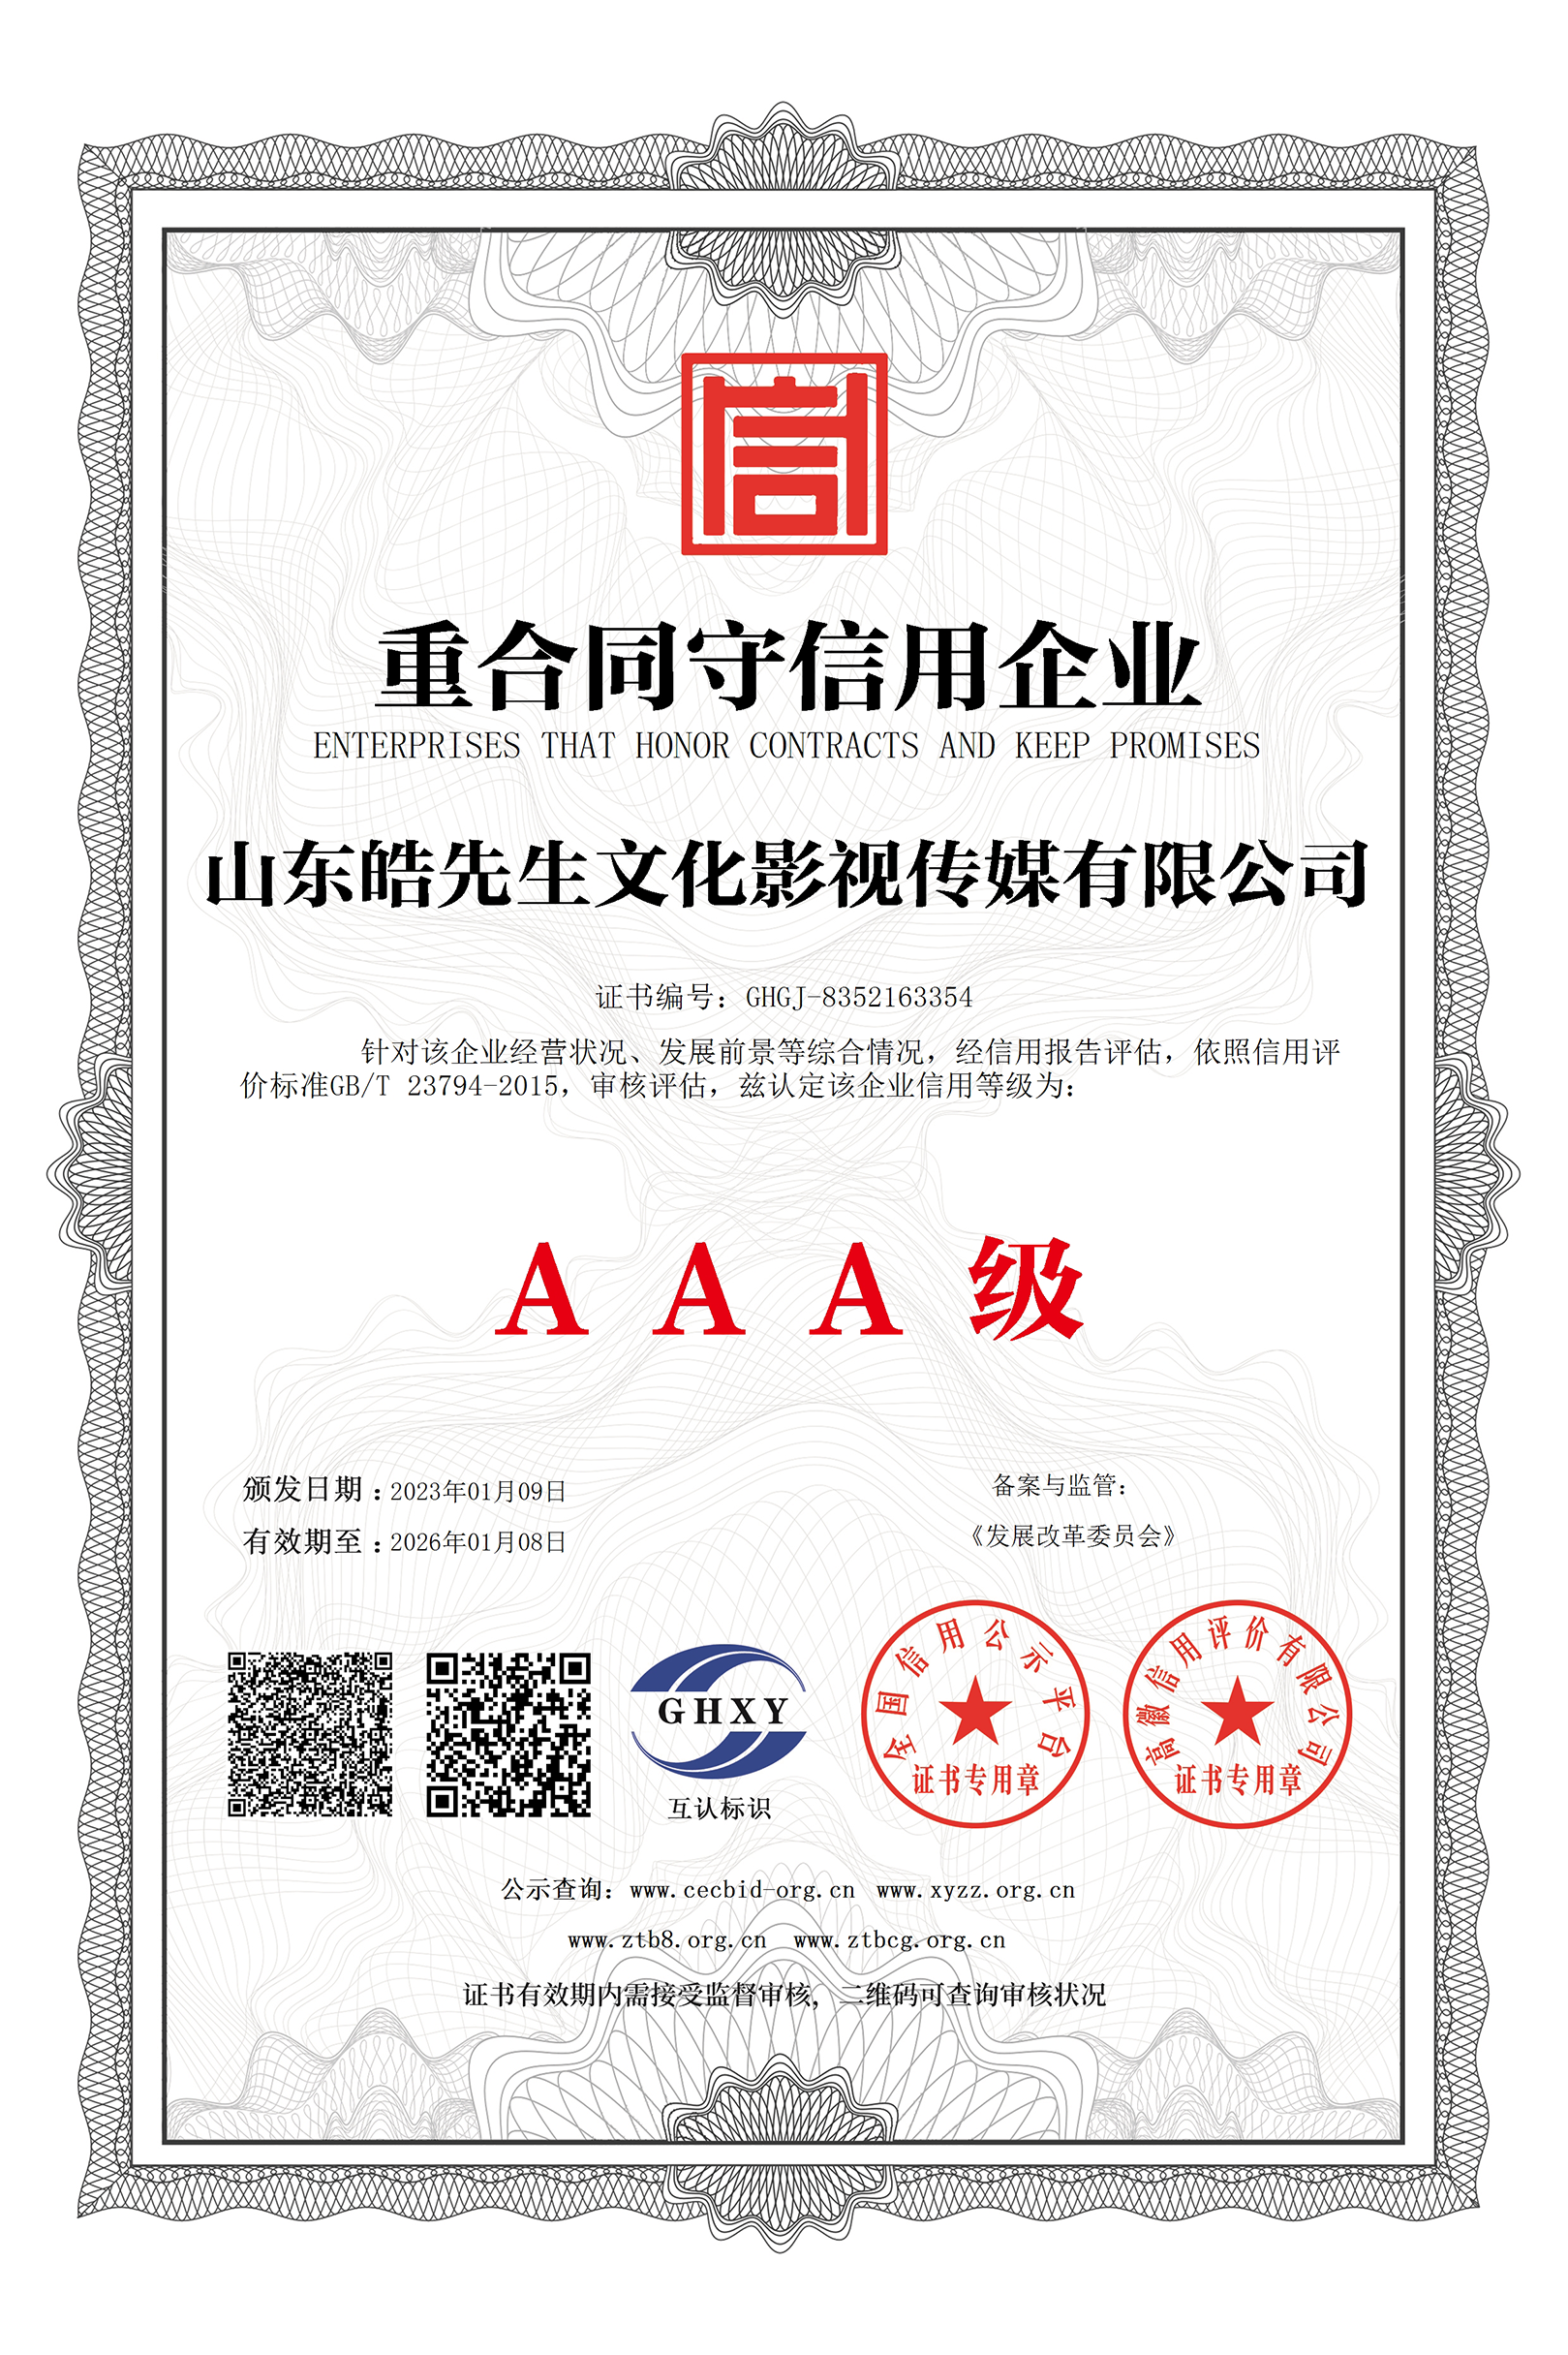 信
重合同守信用企业
ENTERPRISES THAT HONOR CONTRACTS AND KEEP PROMISES
山东皓先生文化影视传媒有限公司
证书编号：GHGJ-8352163354
针对该企业经营状况、发展前景等综合情况，经信用报告评估，依照信用评
价标准GB/T 23794-2015，审核评估，兹认定该企业信用等级为：
AAA级
颁发日期：2023年01月09日
有效期至：2026年01月08日
备案与监管：
《发展改革委员会》
GHXY
互认标识
全国信用公示平台
证书专用章
高徽信用评价有限公司
证书专用章
公示查询：www.cecbid-org.cn www.xyzz.org.cn
www.ztb8.org.cn www.ztbcg.org.cn
证书有效期内需接受监督审核，二维码可查询审核状况